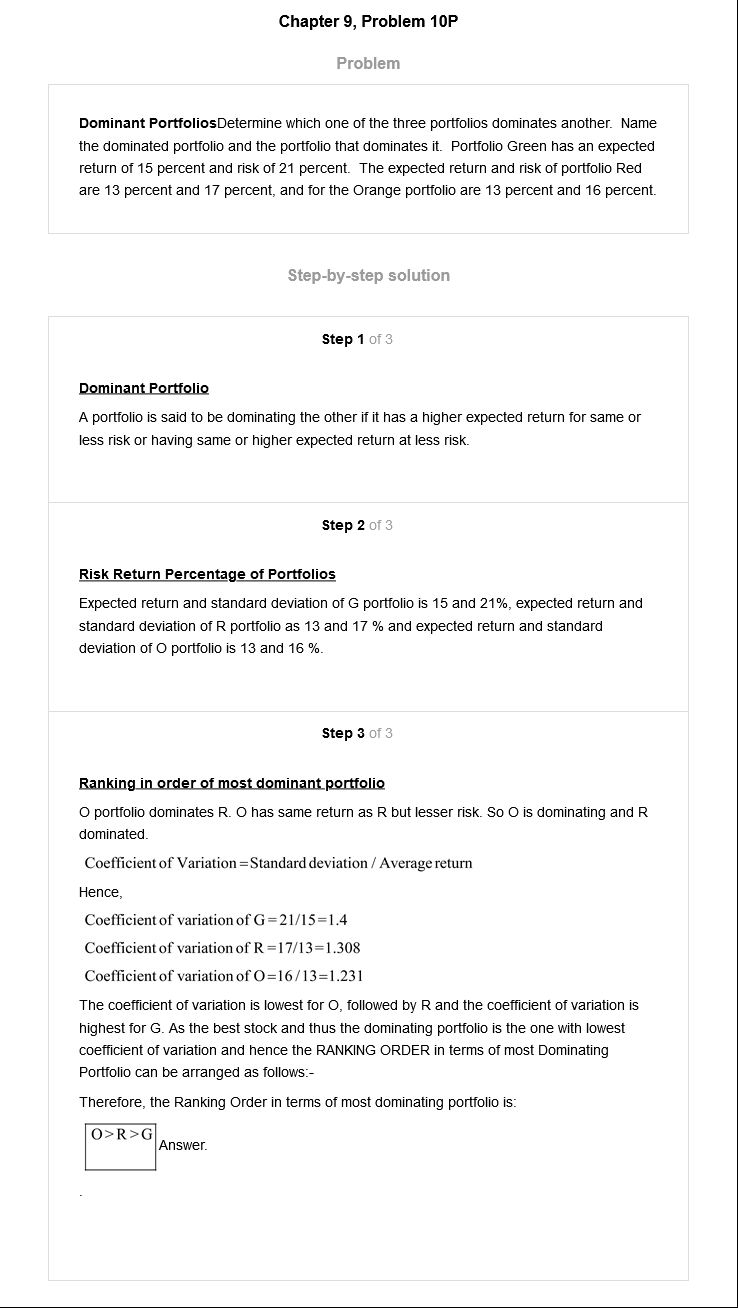 Chapter 9, Problem 10P
Problem
Dominant PortfoliosDetermine which one of the three portfolios dominates another.  Name
the dominated portfolio and the portfolio that dominates it.  Portfolio Green has an expected
return of 15 percent and risk of 21 percent.  The expected return and risk of portfolio Red
are 13 percent and 17 percent, and for the Orange portfolio are 13 percent and 16 percent.
Step-by-step solution
Step 1 of 3
Dominant Portfolio
A portfolio is said to be dominating the other if it has a higher expected return for same or
less risk or having same or higher expected return at less risk.
Step 2 of 3
Risk Return Percentage of Portfolios
Expected return and standard deviation of G portfolio is 15 and 21%, expected return and
standard deviation of R portfolio as 13 and 17 % and expected return and standard
deviation of O portfolio is 13 and 16 %.
Step 3 of 3
Ranking in order of most dominant portfolio
O portfolio dominates R. O has same return as R but lesser risk. So O is dominating and R
dominated.
Coefficient of Variation = Standard deviation / Average return
Hence,
Coefficient of variation of G = 21/15 = 1.4
Coefficient of variation of R = 17/13 = 1.308
Coefficient of variation of O = 16/13 = 1.231
The coefficient of variation is lowest for O, followed by R and the coefficient of variation is
highest for G. As the best stock and thus the dominating portfolio is the one with lowest
coefficient of variation and hence the RANKING ORDER in terms of most Dominating
Portfolio can be arranged as follows:-
Therefore, the Ranking Order in terms of most dominating portfolio is:
O > R > G Answer.
.